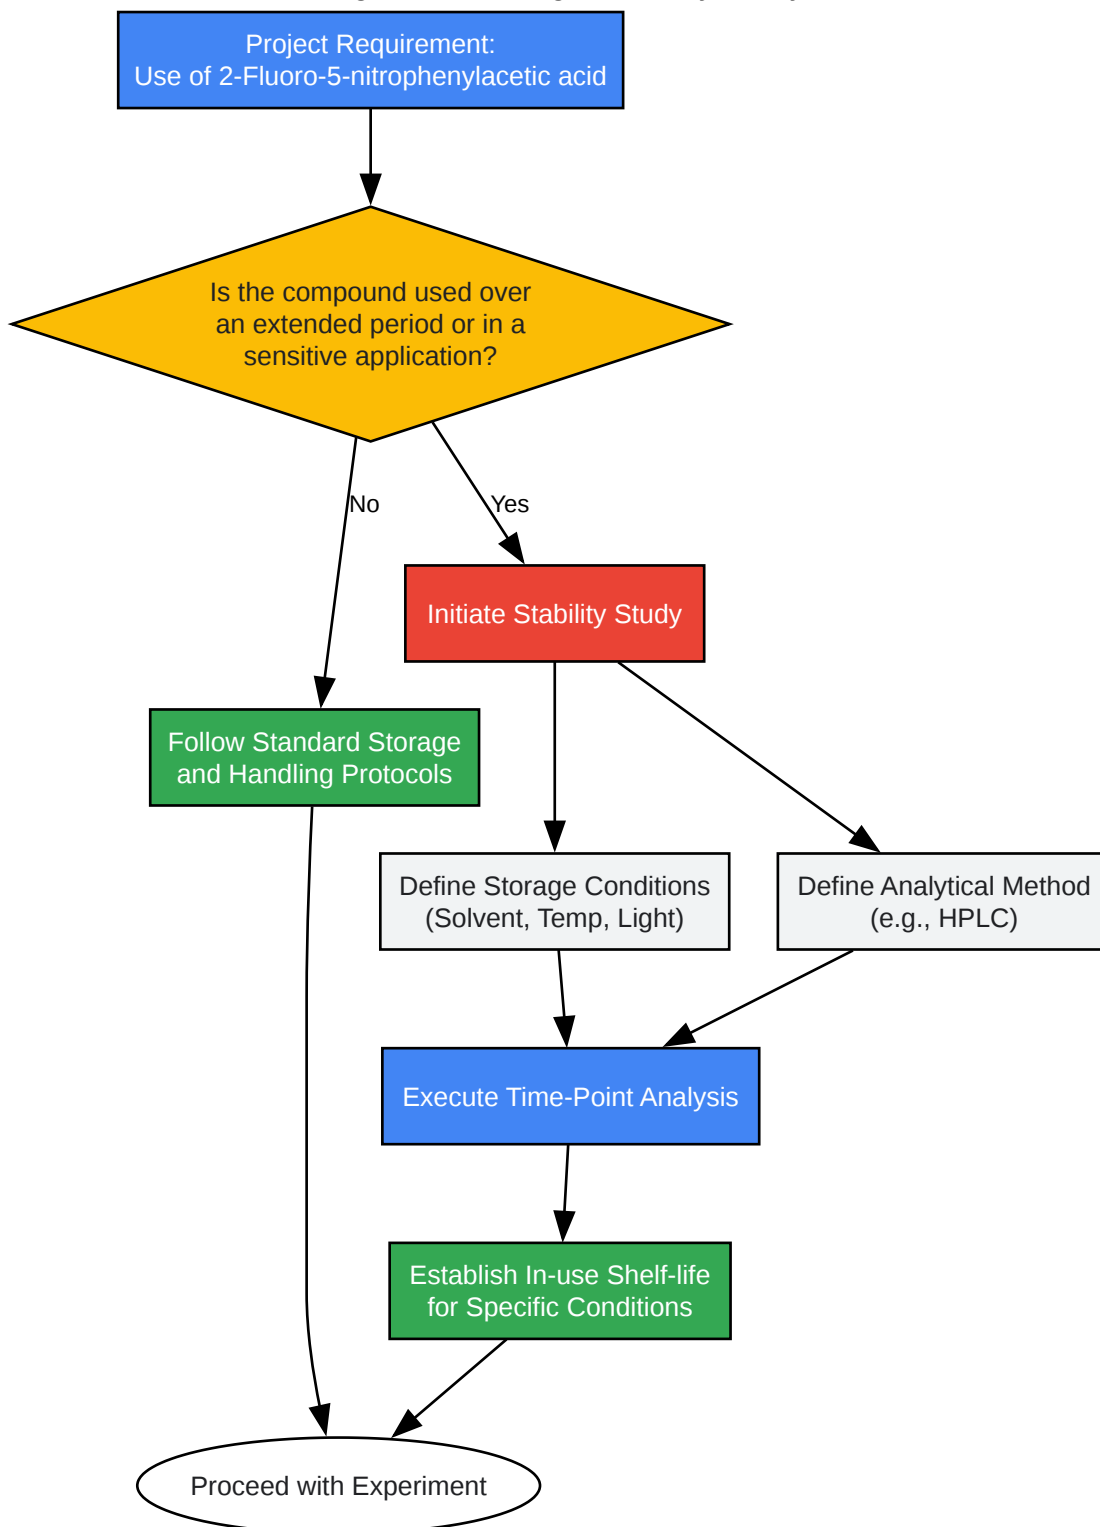 Project Requirement:
Use of 2-Fluoro-5-nitrophenylacetic acid
Is the compound used over
an extended period or in a
sensitive application?
No
Yes
Initiate Stability Study
Follow Standard Storage
and Handling Protocols
Define Storage Conditions
(Solvent, Temp, Light)
Define Analytical Method
(e.g., HPLC)
Execute Time-Point Analysis
Establish In-use Shelf-life
for Specific Conditions
Proceed with Experiment